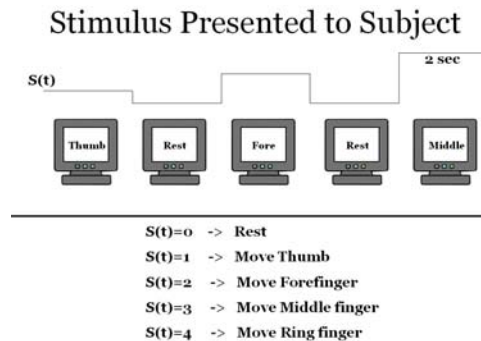 Stimulus Presented to Subject
2 sec
S(t)
Thumb Rest Fore Rest Middle
S(t)=0 -> Rest
S(t)=1 -> Move Thumb
S(t)=2 -> Move Forefinger
S(t)=3 -> Move Middle finger
S(t)=4 -> Move Ring finger